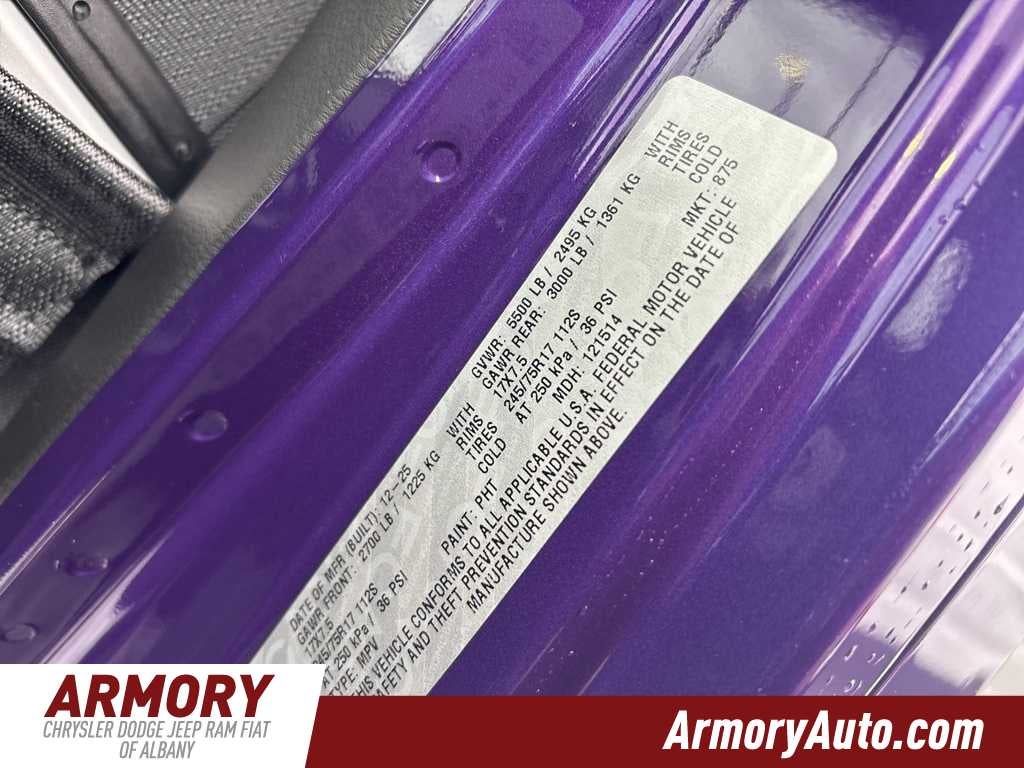 DATE OF MFR (BUILT): 12-25 GVWR: 5500 LB / 2495 KG
GAWR FRONT: 2700 LB / 1225 KG WITH GAWR REAR: 3000 LB / 1361 KG WITH
17X7.5 RIMS 17X7.5 RIMS
245/75R17 112S TIRES 245/75R17 112S TIRES
AT 250 kPa / 36 PSI COLD AT 250 kPa / 36 PSI COLD
TYPE: MPV PAINT: PHT MDH: 121514 MKT: 875
THIS VEHICLE CONFORMS TO ALL APPLICABLE U.S.A. FEDERAL MOTOR VEHICLE
SAFETY AND THEFT PREVENTION STANDARDS IN EFFECT ON THE DATE OF
MANUFACTURE SHOWN ABOVE.
ARMORY
CHRYSLER DODGE JEEP RAM FIAT
OF ALBANY
ArmoryAuto.com